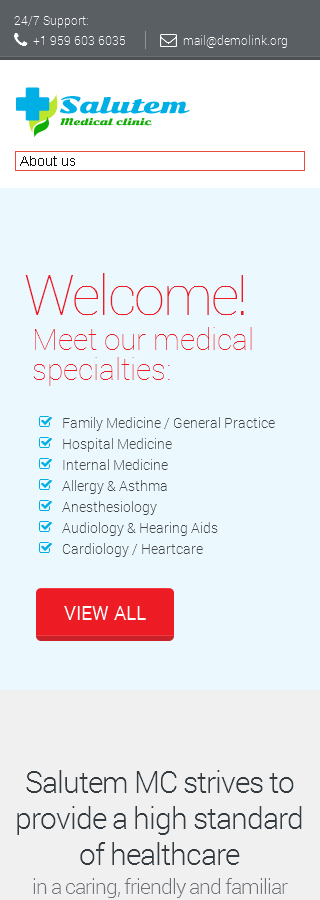 24/7 Support:
+1 959 603 6035
mail@demolink.org
Salutem
Medical clinic
About us
Welcome!
Meet our medical
specialties:
Family Medicine / General Practice
Hospital Medicine
Internal Medicine
Allergy & Asthma
Anesthesiology
Audiology & Hearing Aids
Cardiology / Heartcare
VIEW ALL
Salutem MC strives to
provide a high standard
of healthcare
in a caring, friendly and familiar